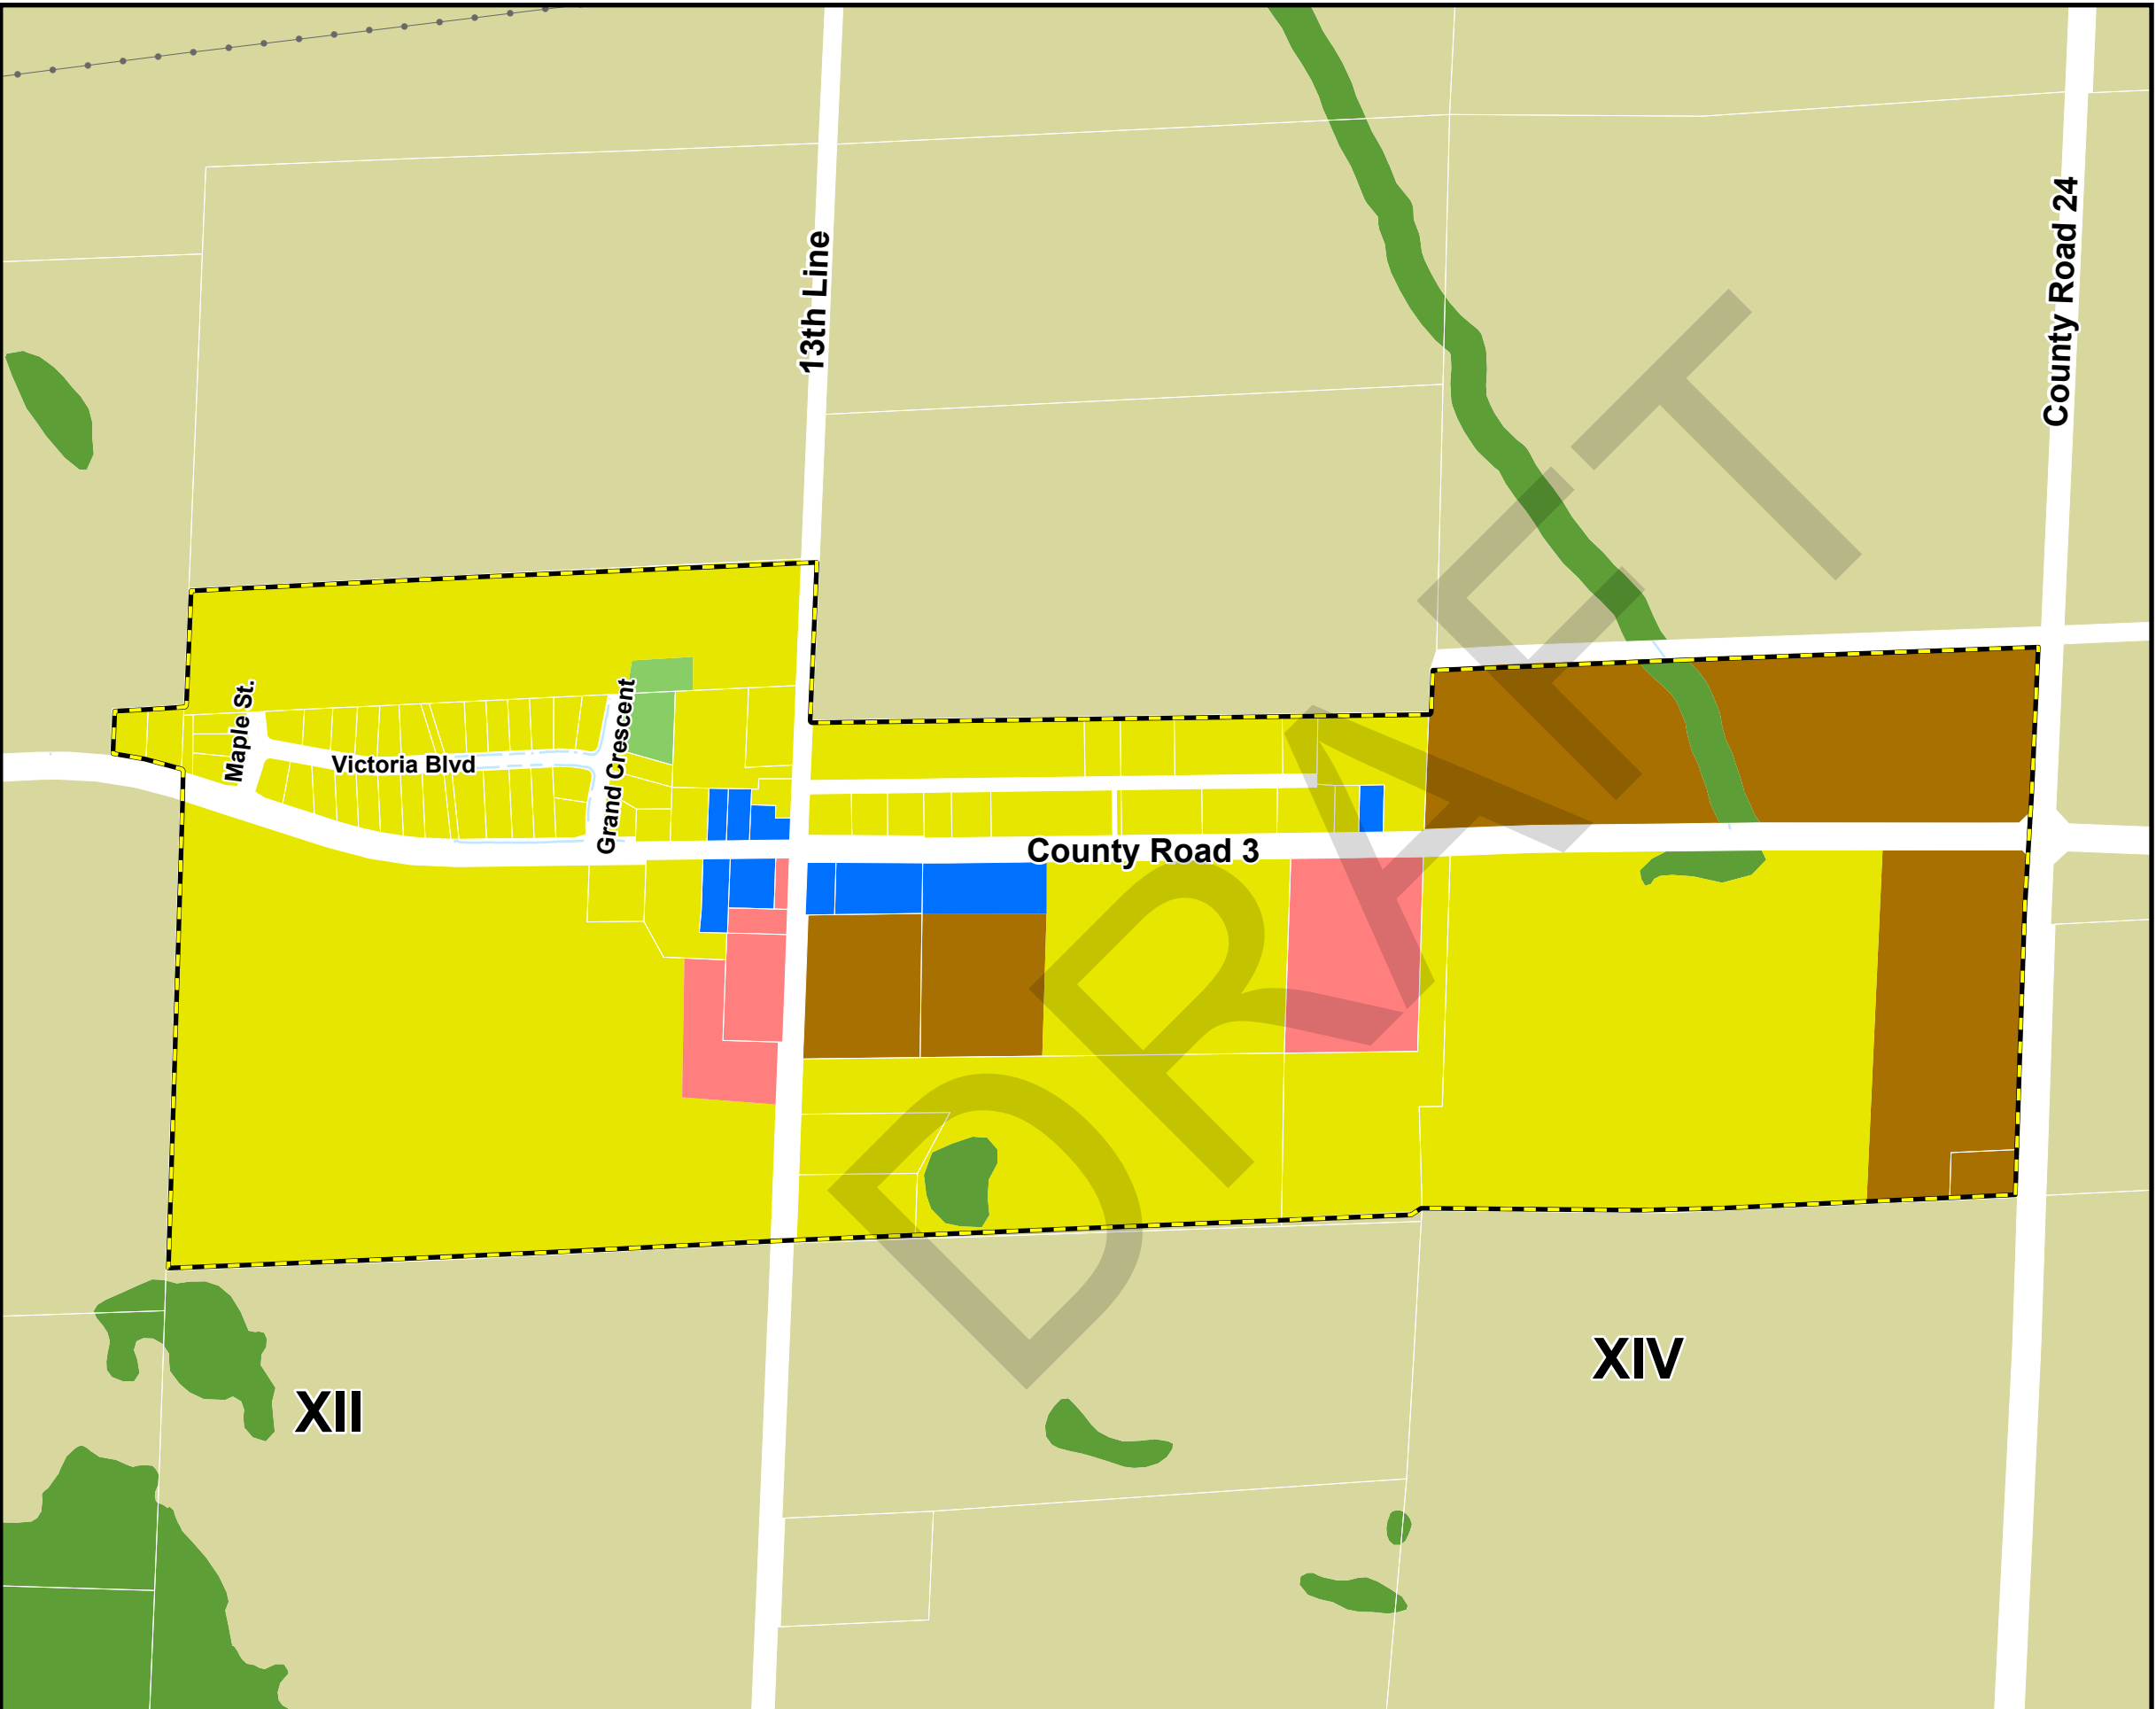 13th Line
County Road 24
Maple St.
Victoria Blvd
Grand Crescent
County Road 3
DRAFT
XIV
XII